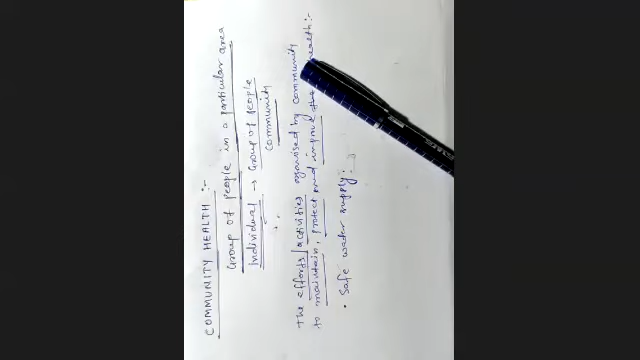 COMMUNITY HEALTH :-
Group of people in a particular area
Individual → Group of people
community
The efforts/activities organised by community
to maintain, protect and improve the health:-
• Safe water supply:-